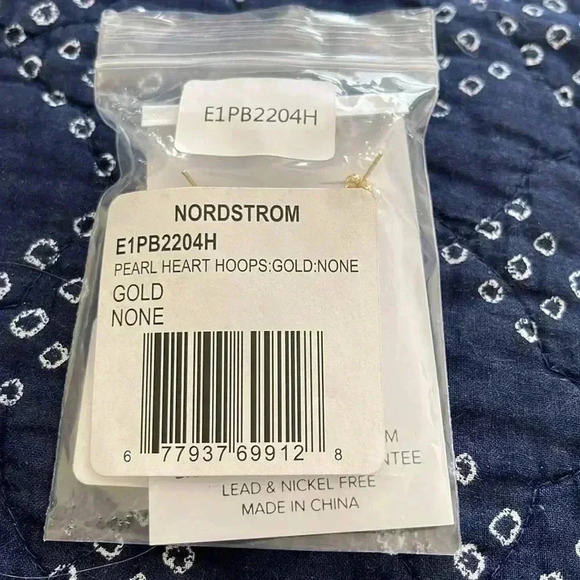 E1PB2204H
NORDSTROM
E1PB2204H
PEARL HEART HOOPS:GOLD:NONE
GOLD
NONE
6 77937 69912 8
LEAD & NICKEL FREE
MADE IN CHINA